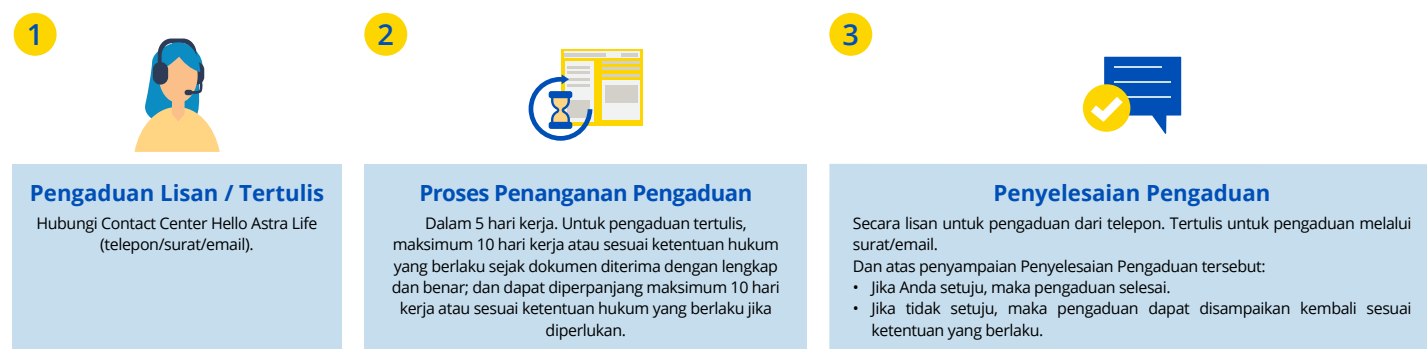 1
Pengaduan Lisan / Tertulis
Hubungi Contact Center Hello Astra Life
(telepon/surat/email).
2
Proses Penanganan Pengaduan
Dalam 5 hari kerja. Untuk pengaduan tertulis,
maksimum 10 hari kerja atau sesuai ketentuan hukum
yang berlaku sejak dokumen diterima dengan lengkap
dan benar; dan dapat diperpanjang maksimum 10 hari
kerja atau sesuai ketentuan hukum yang berlaku jika
diperlukan.
3
Penyelesaian Pengaduan
Secara lisan untuk pengaduan dari telepon. Tertulis untuk pengaduan melalui
surat/email.
Dan atas penyampaian Penyelesaian Pengaduan tersebut:
• Jika Anda setuju, maka pengaduan selesai.
• Jika tidak setuju, maka pengaduan dapat disampaikan kembali sesuai
ketentuan yang berlaku.